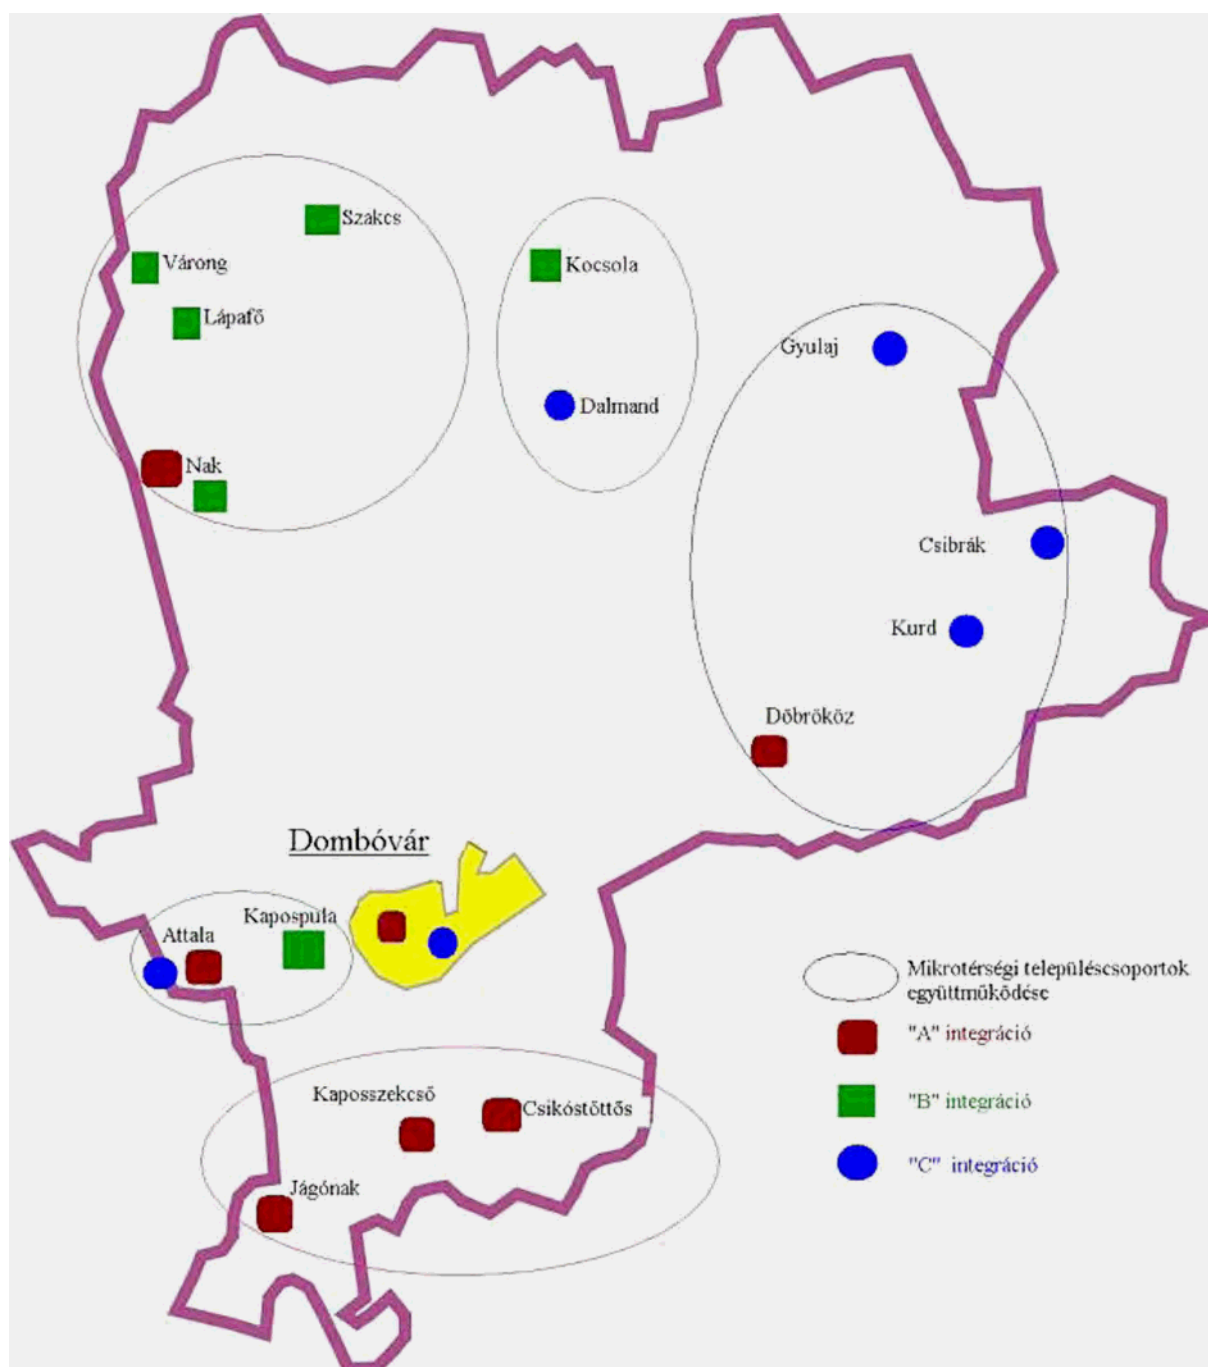 Szakcs
Várong
Kocsola
Lápafő
Gyulaj
Dalmand
Nak
Csibrák
Kurd
Döbrököz
Dombóvár
Kapospula
Attala
Mikrotérségi településcsoportok
együttműködése
"A" integráció
Kaposszekcső
Csikóstöttős
"B" integráció
"C" integráció
Jágónak